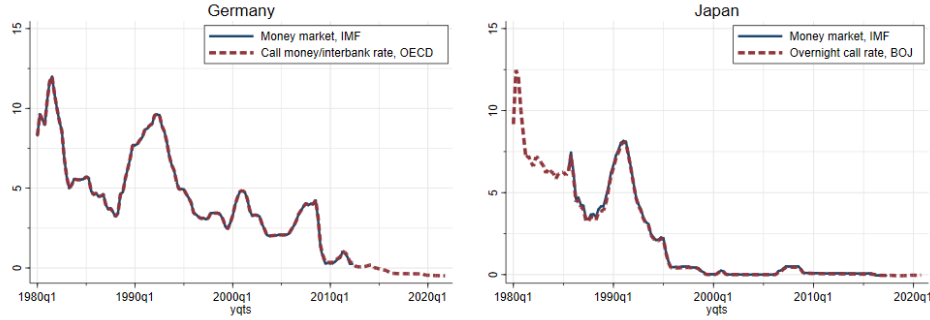 Germany
Money market, IMF
Call money/interbank rate, OECD
15
10
5
0
1980q1 1990q1 2000q1 2010q1 2020q1
yqts
Japan
Money market, IMF
Overnight call rate, BOJ
15
10
5
0
1980q1 1990q1 2000q1 2010q1 2020q1
yqts